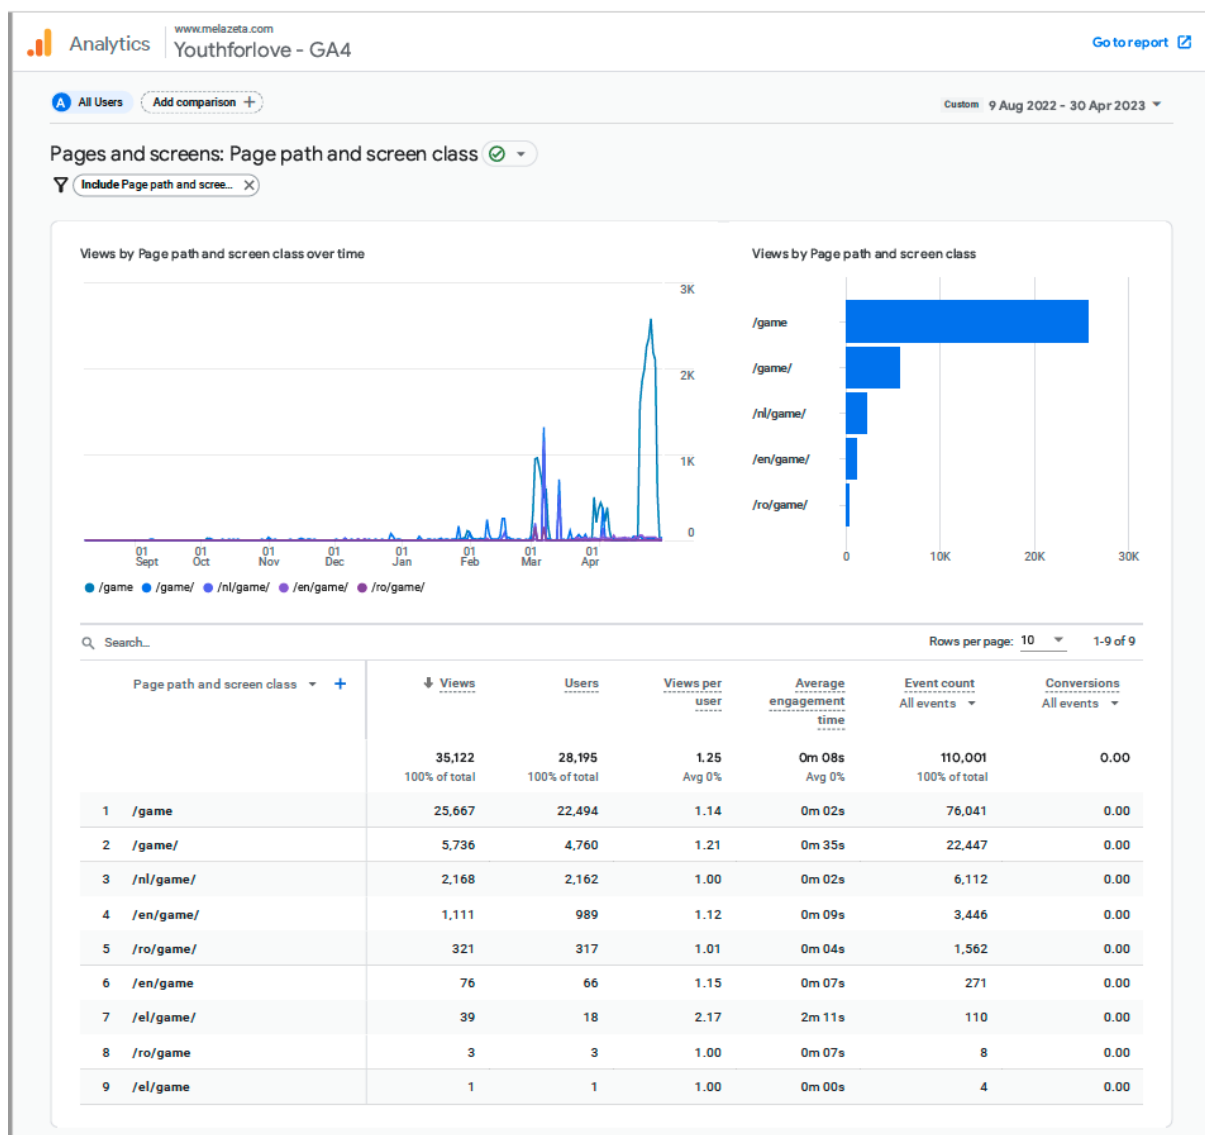 www.melazeta.com
Analytics
Youthforlove - GA4
Go to report
A All Users
Add comparison +
Custom 9 Aug 2022 - 30 Apr 2023
Pages and screens: Page path and screen class
Include Page path and scree...
Views by Page path and screen class over time
3K
2K
1K
0
01 Sept
01 Oct
01 Nov
01 Dec
01 Jan
01 Feb
01 Mar
01 Apr
/game /game/ /nl/game/ /en/game/ /ro/game/
Views by Page path and screen class
/game
/game/
/nl/game/
/en/game/
/ro/game/
0 10K 20K 30K
Search...
Rows per page: 10 1-9 of 9
Page path and screen class +
Views
Users
Views per user
Average engagement time
Event count
All events
Conversions
All events
35,122 28,195 1.25 0m 08s 110,001 0.00
100% of total 100% of total Avg 0% Avg 0% 100% of total
1 /game 25,667 22,494 1.14 0m 02s 76,041 0.00
2 /game/ 5,736 4,760 1.21 0m 35s 22,447 0.00
3 /nl/game/ 2,168 2,162 1.00 0m 02s 6,112 0.00
4 /en/game/ 1,111 989 1.12 0m 09s 3,446 0.00
5 /ro/game/ 321 317 1.01 0m 04s 1,562 0.00
6 /en/game 76 66 1.15 0m 07s 271 0.00
7 /el/game/ 39 18 2.17 2m 11s 110 0.00
8 /ro/game 3 3 1.00 0m 07s 8 0.00
9 /el/game 1 1 1.00 0m 00s 4 0.00